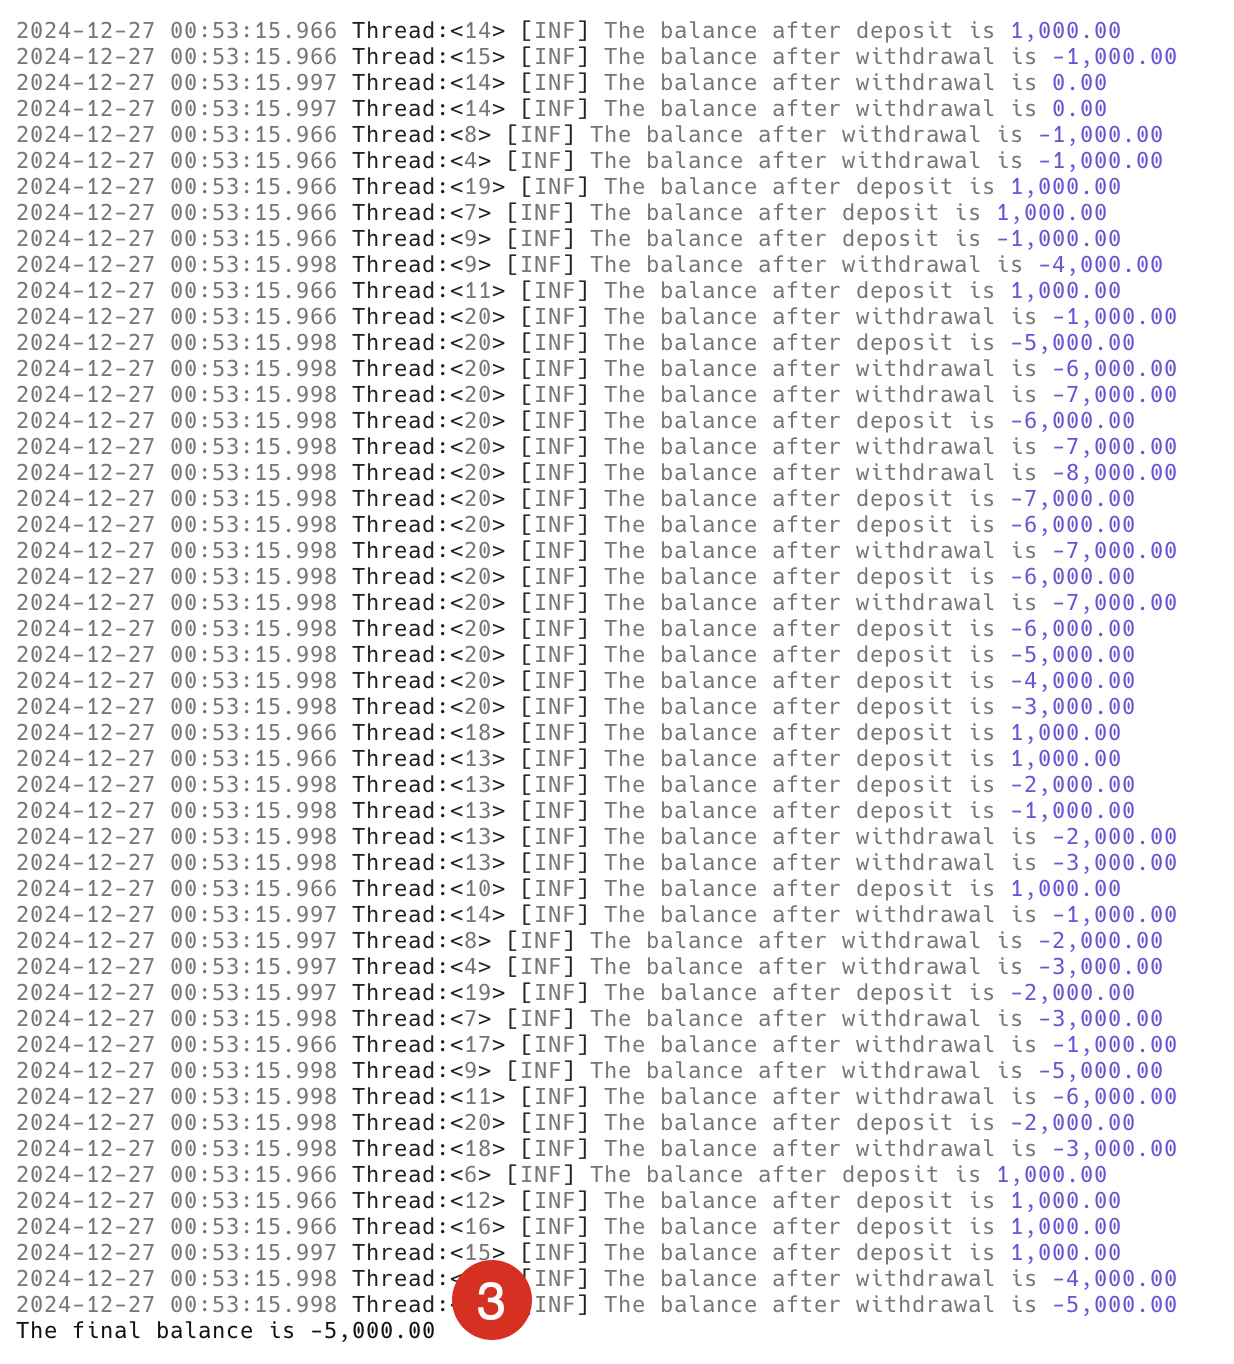 2024-12-27 00:53:15.966 Thread:<14> [INF] The balance after deposit is 1,000.00
2024-12-27 00:53:15.966 Thread:<15> [INF] The balance after withdrawal is -1,000.00
2024-12-27 00:53:15.997 Thread:<14> [INF] The balance after withdrawal is 0.00
2024-12-27 00:53:15.997 Thread:<14> [INF] The balance after withdrawal is 0.00
2024-12-27 00:53:15.966 Thread:<8> [INF] The balance after withdrawal is -1,000.00
2024-12-27 00:53:15.966 Thread:<4> [INF] The balance after withdrawal is -1,000.00
2024-12-27 00:53:15.966 Thread:<19> [INF] The balance after deposit is 1,000.00
2024-12-27 00:53:15.966 Thread:<7> [INF] The balance after deposit is 1,000.00
2024-12-27 00:53:15.966 Thread:<9> [INF] The balance after deposit is -1,000.00
2024-12-27 00:53:15.998 Thread:<9> [INF] The balance after withdrawal is -4,000.00
2024-12-27 00:53:15.966 Thread:<11> [INF] The balance after deposit is 1,000.00
2024-12-27 00:53:15.966 Thread:<20> [INF] The balance after withdrawal is -1,000.00
2024-12-27 00:53:15.998 Thread:<20> [INF] The balance after deposit is -5,000.00
2024-12-27 00:53:15.998 Thread:<20> [INF] The balance after withdrawal is -6,000.00
2024-12-27 00:53:15.998 Thread:<20> [INF] The balance after withdrawal is -7,000.00
2024-12-27 00:53:15.998 Thread:<20> [INF] The balance after deposit is -6,000.00
2024-12-27 00:53:15.998 Thread:<20> [INF] The balance after withdrawal is -7,000.00
2024-12-27 00:53:15.998 Thread:<20> [INF] The balance after withdrawal is -8,000.00
2024-12-27 00:53:15.998 Thread:<20> [INF] The balance after deposit is -7,000.00
2024-12-27 00:53:15.998 Thread:<20> [INF] The balance after deposit is -6,000.00
2024-12-27 00:53:15.998 Thread:<20> [INF] The balance after withdrawal is -7,000.00
2024-12-27 00:53:15.998 Thread:<20> [INF] The balance after deposit is -6,000.00
2024-12-27 00:53:15.998 Thread:<20> [INF] The balance after withdrawal is -7,000.00
2024-12-27 00:53:15.998 Thread:<20> [INF] The balance after deposit is -6,000.00
2024-12-27 00:53:15.998 Thread:<20> [INF] The balance after deposit is -5,000.00
2024-12-27 00:53:15.998 Thread:<20> [INF] The balance after deposit is -4,000.00
2024-12-27 00:53:15.998 Thread:<20> [INF] The balance after deposit is -3,000.00
2024-12-27 00:53:15.966 Thread:<18> [INF] The balance after deposit is 1,000.00
2024-12-27 00:53:15.966 Thread:<13> [INF] The balance after deposit is 1,000.00
2024-12-27 00:53:15.998 Thread:<13> [INF] The balance after deposit is -2,000.00
2024-12-27 00:53:15.998 Thread:<13> [INF] The balance after deposit is -1,000.00
2024-12-27 00:53:15.998 Thread:<13> [INF] The balance after withdrawal is -2,000.00
2024-12-27 00:53:15.998 Thread:<13> [INF] The balance after withdrawal is -3,000.00
2024-12-27 00:53:15.966 Thread:<10> [INF] The balance after deposit is 1,000.00
2024-12-27 00:53:15.997 Thread:<14> [INF] The balance after withdrawal is -1,000.00
2024-12-27 00:53:15.997 Thread:<8> [INF] The balance after withdrawal is -2,000.00
2024-12-27 00:53:15.997 Thread:<4> [INF] The balance after withdrawal is -3,000.00
2024-12-27 00:53:15.997 Thread:<19> [INF] The balance after deposit is -2,000.00
2024-12-27 00:53:15.998 Thread:<7> [INF] The balance after withdrawal is -3,000.00
2024-12-27 00:53:15.966 Thread:<17> [INF] The balance after withdrawal is -1,000.00
2024-12-27 00:53:15.998 Thread:<9> [INF] The balance after withdrawal is -5,000.00
2024-12-27 00:53:15.998 Thread:<11> [INF] The balance after withdrawal is -6,000.00
2024-12-27 00:53:15.998 Thread:<20> [INF] The balance after deposit is -2,000.00
2024-12-27 00:53:15.998 Thread:<18> [INF] The balance after withdrawal is -3,000.00
2024-12-27 00:53:15.966 Thread:<6> [INF] The balance after deposit is 1,000.00
2024-12-27 00:53:15.966 Thread:<12> [INF] The balance after deposit is 1,000.00
2024-12-27 00:53:15.966 Thread:<16> [INF] The balance after deposit is 1,000.00
2024-12-27 00:53:15.997 Thread:<15> [INF] The balance after deposit is 1,000.00
2024-12-27 00:53:15.998 Thread: [INF] The balance after withdrawal is -4,000.00
2024-12-27 00:53:15.998 Thread: INF] The balance after withdrawal is -5,000.00
3
The final balance is -5,000.00